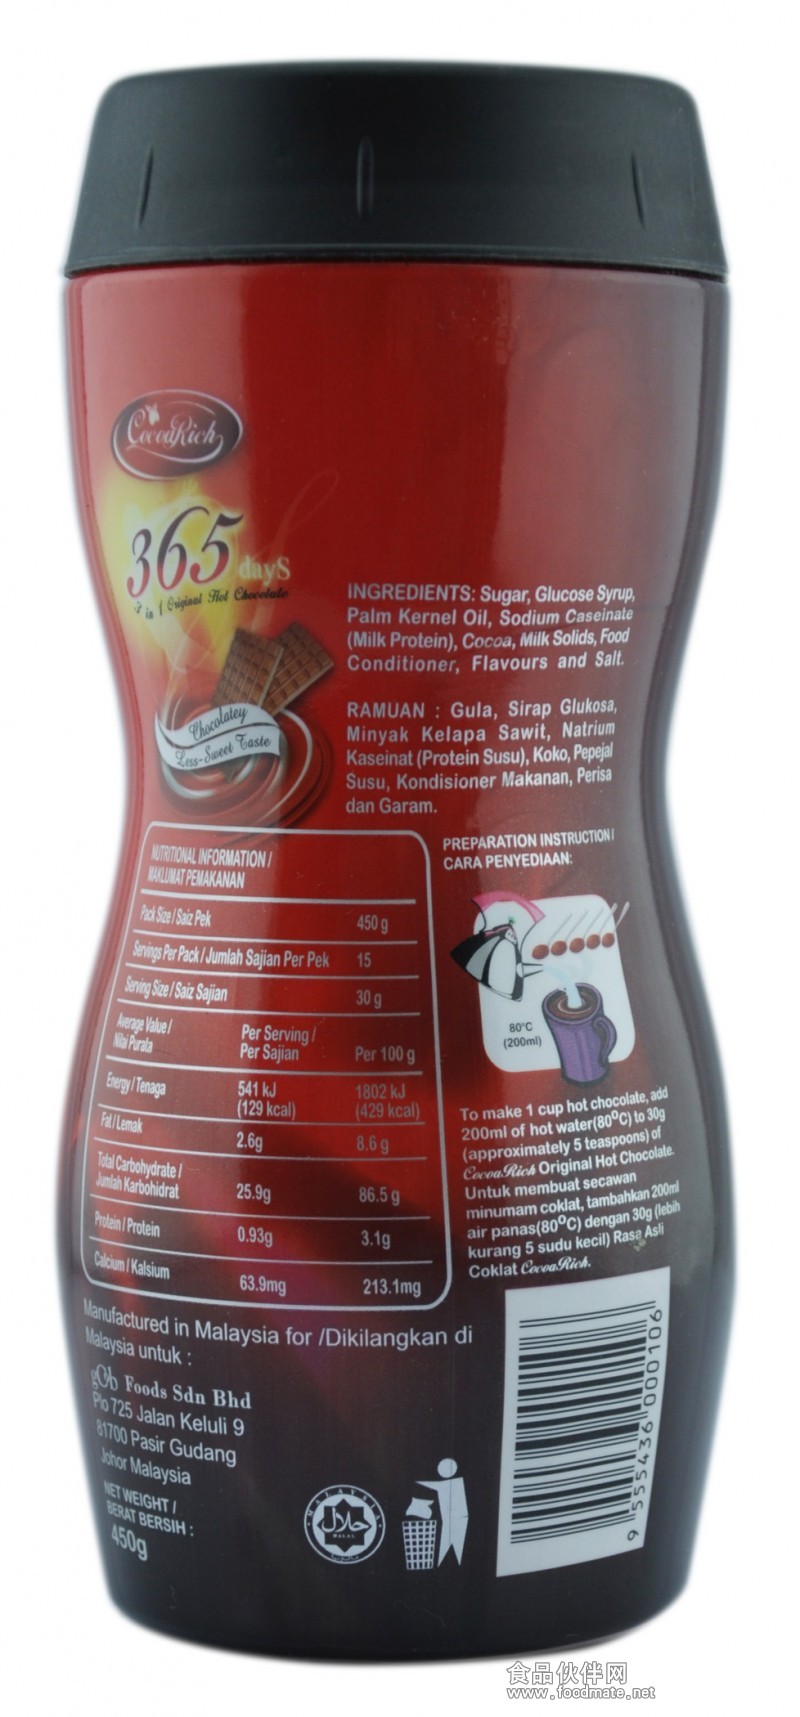 CocoaRich
365 dayS
3 in 1 Original Hot Chocolate
Chocolatey
Less-Sweet Taste
INGREDIENTS: Sugar, Glucose Syrup,
Palm Kernel Oil, Sodium Caseinate
(Milk Protein), Cocoa, Milk Solids, Food
Conditioner, Flavours and Salt.
RAMUAN : Gula, Sirap Glukosa,
Minyak Kelapa Sawit, Natrium
Kaseinat (Protein Susu), Koko, Pepejal
Susu, Kondisioner Makanan, Perisa
dan Garam.
NUTRITIONAL INFORMATION /
MAKLUMAT PEMAKANAN
Pack Size / Saiz Pek 450 g
Servings Per Pack / Jumlah Sajian Per Pek 15
Serving Size / Saiz Sajian 30 g
Average Value / Per Serving /
Nilai Purata Per Sajian Per 100 g
Energy / Tenaga 541 kJ 1802 kJ
(129 kcal) (429 kcal)
Fat / Lemak 2.6g 8.6 g
Total Carbohydrate /
Jumlah Karbohidrat 25.9g 86.5 g
Protein / Protein 0.93g 3.1g
Calcium / Kalsium 63.9mg 213.1mg
PREPARATION INSTRUCTION /
CARA PENYEDIAAN:
80°C
(200ml)
To make 1 cup hot chocolate, add
200ml of hot water(80°C) to 30g
(approximately 5 teaspoons) of
CocoaRich Original Hot Chocolate.
Untuk membuat secawan
minumam coklat, tambahkan 200ml
air panas(80°C) dengan 30g (lebih
kurang 5 sudu kecil) Rasa Asli
Coklat CocoaRich.
Manufactured in Malaysia for /Dikilangkan di
Malaysia untuk :
Foods Sdn Bhd
Plo 725 Jalan Keluli 9
81700 Pasir Gudang
Johor Malaysia
NET WEIGHT /
BERAT BERSIH :
450g
MALAYSIA
حلال
HALAL
9 555436 000106
食品伙伴网
www.foodmate.net